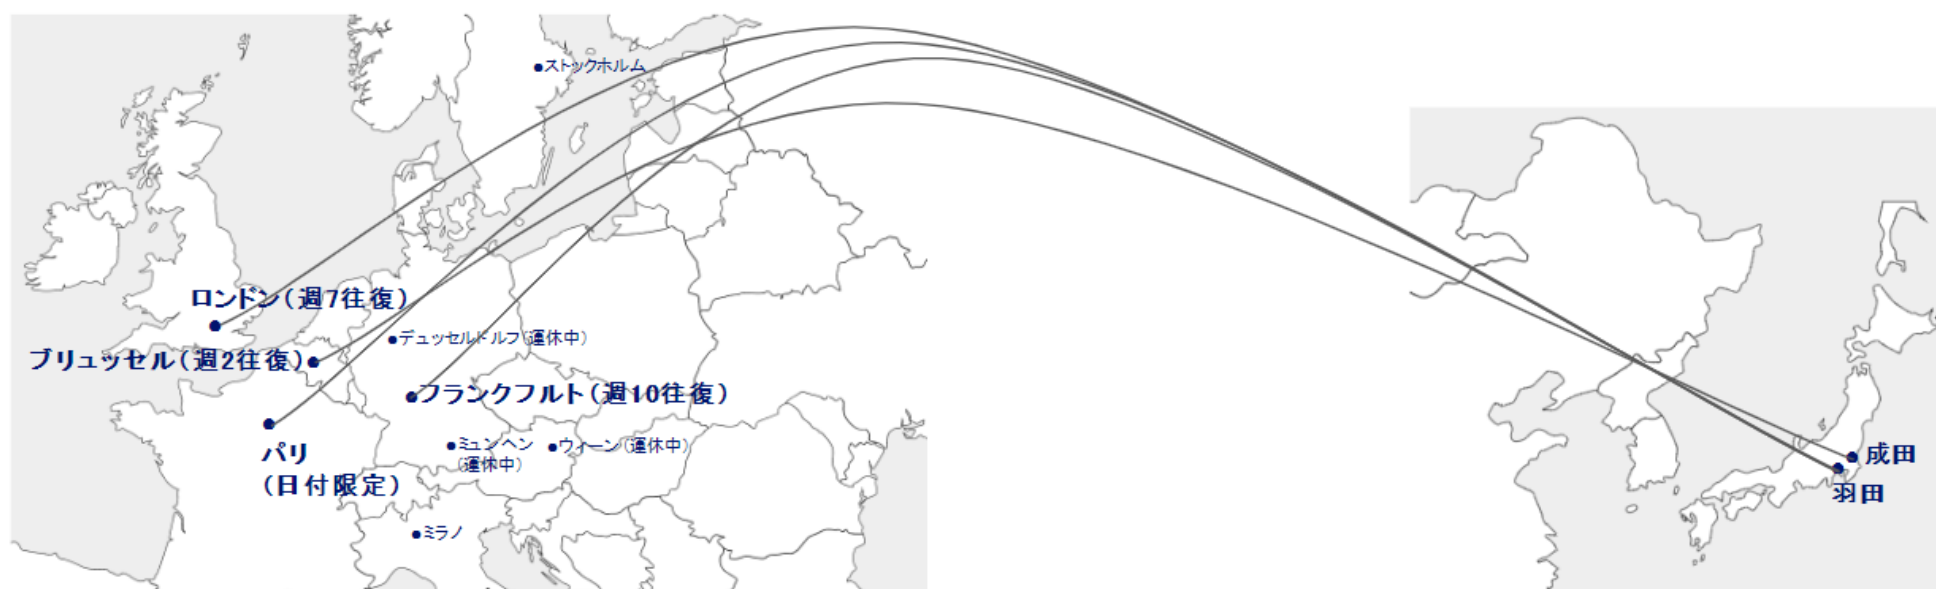 ストックホルム
ロンドン(週7往復)
デュッセルドルフ(運休中)
ブリュッセル(週2往復)
フランクフルト(週10往復)
パリ
(日付限定)
ミュンヘン
(運休中)
ウィーン(運休中)
ミラノ
成田
羽田